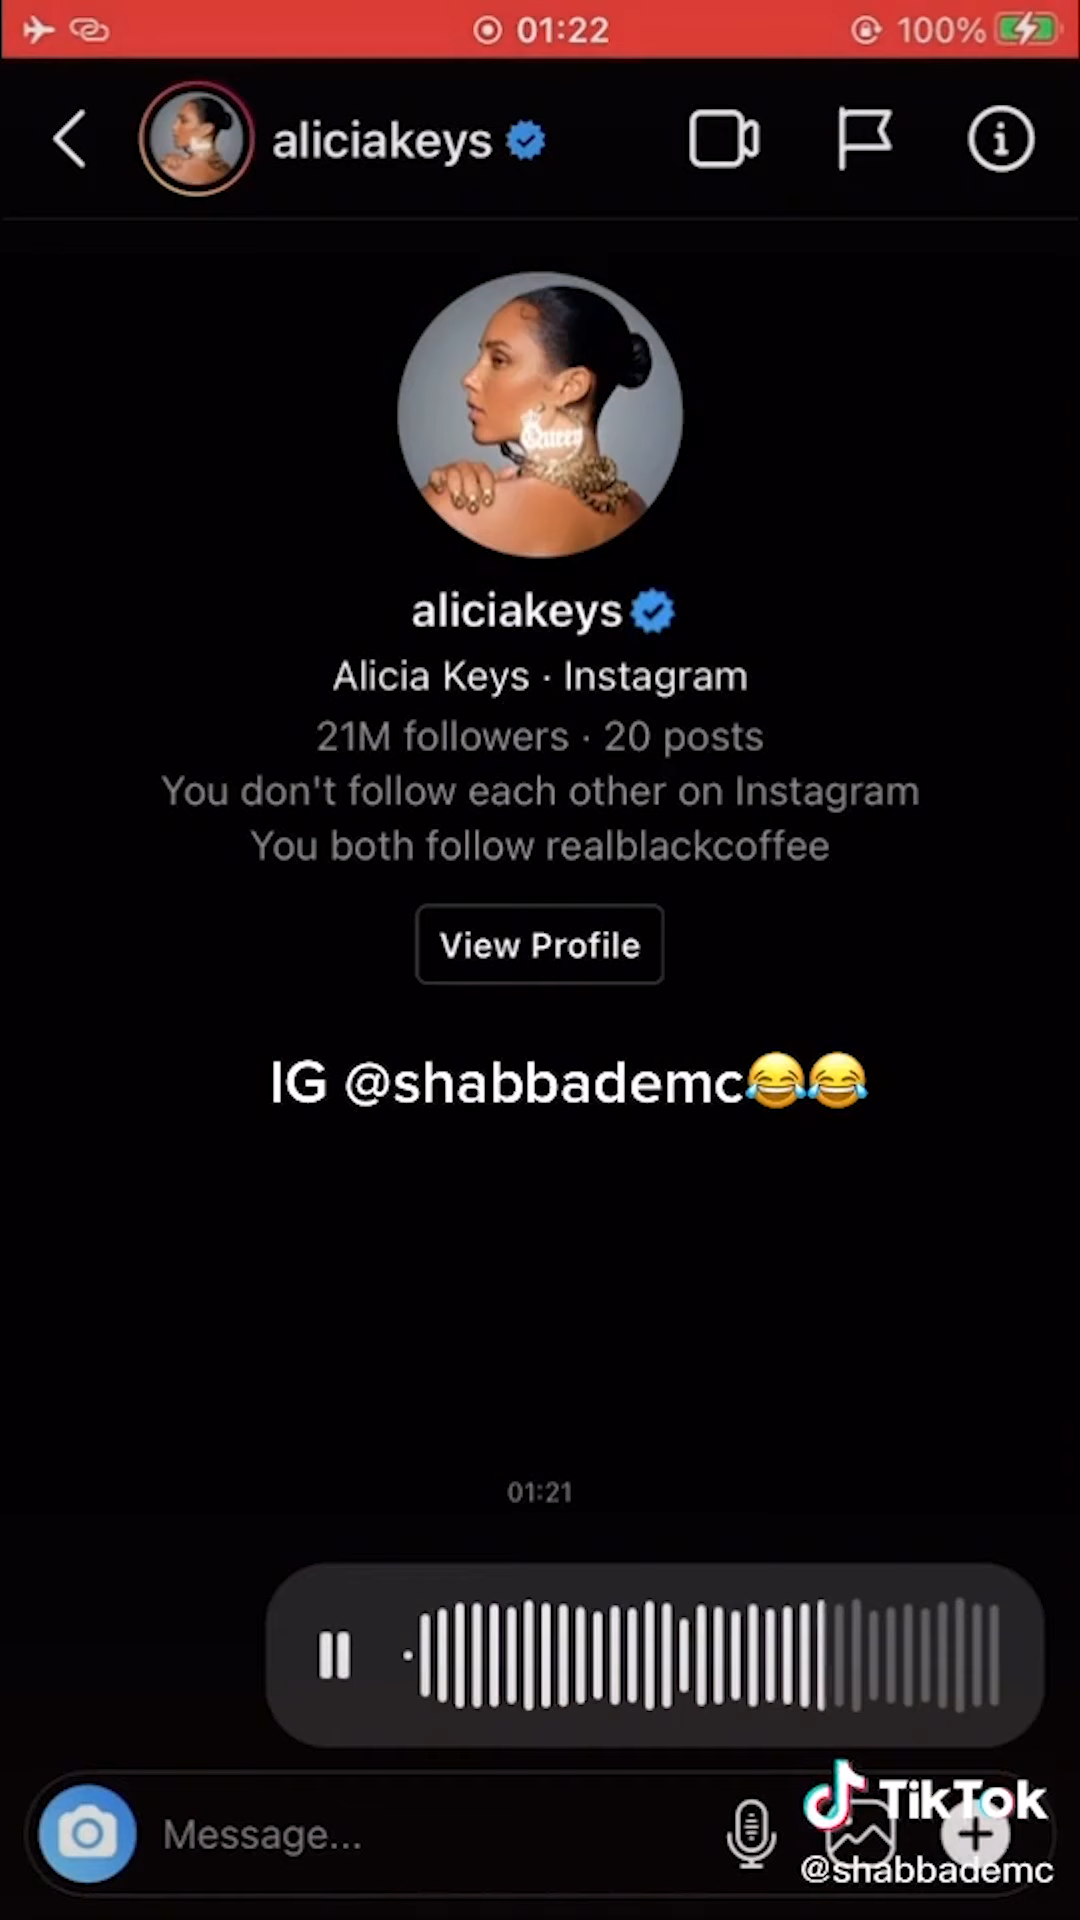 01:22
100%
aliciakeys
Queen
aliciakeys
Alicia Keys · Instagram
21M followers · 20 posts
You don't follow each other on Instagram
You both follow realblackcoffee
View Profile
IG @shabbademc😂😂
01:21
Message...
TikTok
@shabbademc